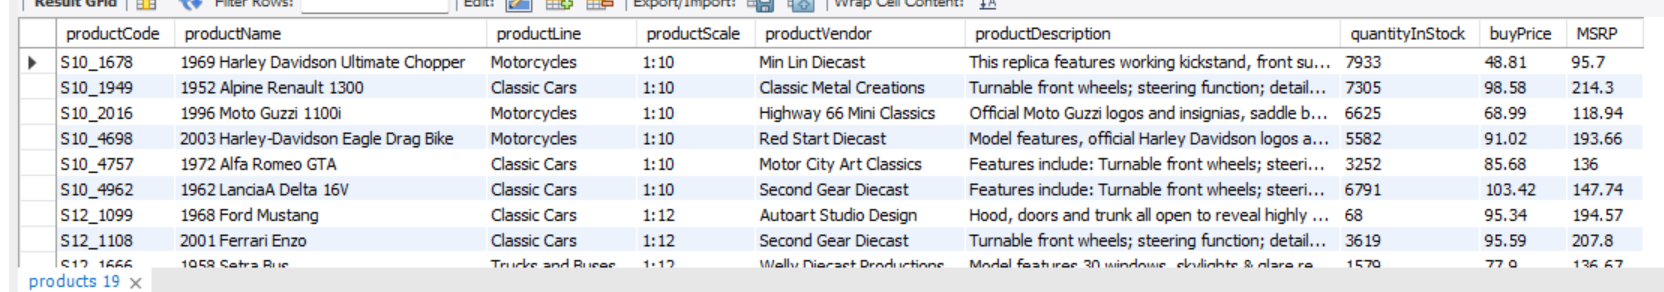 Result Grid Filter Rows: Edit: Export/Import: Wrap Cell Content: IA
productCode productName productLine productScale productVendor productDescription quantityInStock buyPrice MSRP
S10_1678 1969 Harley Davidson Ultimate Chopper Motorcycles 1:10 Min Lin Diecast This replica features working kickstand, front su... 7933 48.81 95.7
S10_1949 1952 Alpine Renault 1300 Classic Cars 1:10 Classic Metal Creations Turnable front wheels; steering function; detail... 7305 98.58 214.3
S10_2016 1996 Moto Guzzi 1100i Motorcycles 1:10 Highway 66 Mini Classics Official Moto Guzzi logos and insignias, saddle b... 6625 68.99 118.94
S10_4698 2003 Harley-Davidson Eagle Drag Bike Motorcycles 1:10 Red Start Diecast Model features, official Harley Davidson logos a... 5582 91.02 193.66
S10_4757 1972 Alfa Romeo GTA Classic Cars 1:10 Motor City Art Classics Features include: Turnable front wheels; steeri... 3252 85.68 136
S10_4962 1962 LanciaA Delta 16V Classic Cars 1:10 Second Gear Diecast Features include: Turnable front wheels; steeri... 6791 103.42 147.74
S12_1099 1968 Ford Mustang Classic Cars 1:12 Autoart Studio Design Hood, doors and trunk all open to reveal highly ... 68 95.34 194.57
S12_1108 2001 Ferrari Enzo Classic Cars 1:12 Second Gear Diecast Turnable front wheels; steering function; detail... 3619 95.59 207.8
S12_1666 1958 Setra Bus Trucks and Buses 1:12 Welly Diecast Productions Model features 30 windows, skylights & glare re... 1579 77.9 136.67
products 19